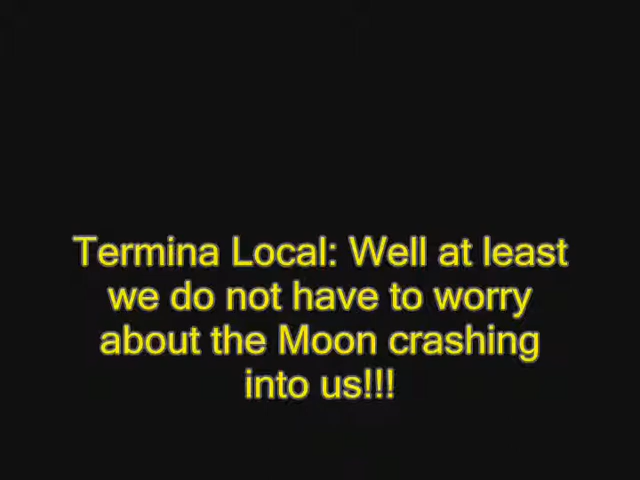 Termina Local: Well at least
we do not have to worry
about the Moon crashing
into us!!!